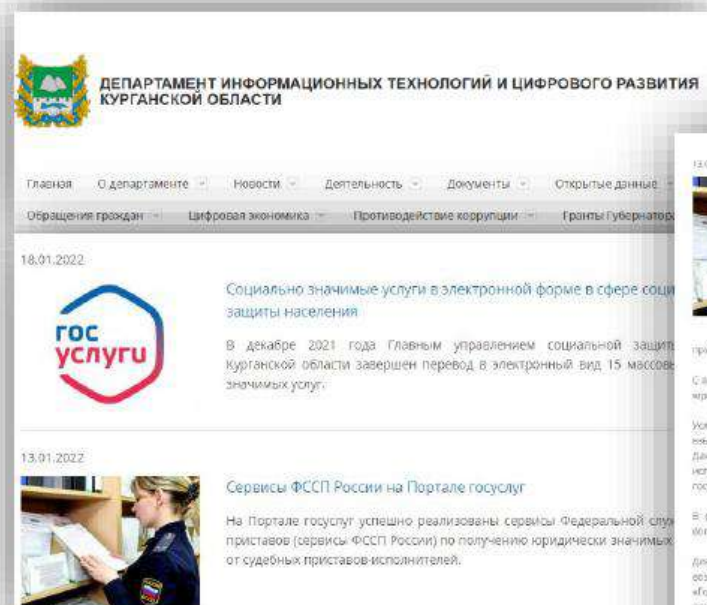 ДЕПАРТАМЕНТ ИНФОРМАЦИОННЫХ ТЕХНОЛОГИЙ И ЦИФРОВОГО РАЗВИТИЯ
КУРГАНСКОЙ ОБЛАСТИ
Главная О департаменте Новости Деятельность Документы Открытые данные
Обращения граждан Цифровая экономика Противодействие коррупции Гранты Губернатора
18.01.2022
гос
услуги
Социально значимые услуги в электронной форме в сфере соци
защиты населения
В декабре 2021 года Главным управлением социальной защит
Курганской области завершен перевод в электронный вид 15 массовы
значимых услуг.
13.01.2022
Сервисы ФССП России на Портале госуслуг
На Портале госуслуг успешно реализованы сервисы Федеральной служ
приставов (сервисы ФССП России) по получению юридически значимых
от судебных приставов-исполнителей.